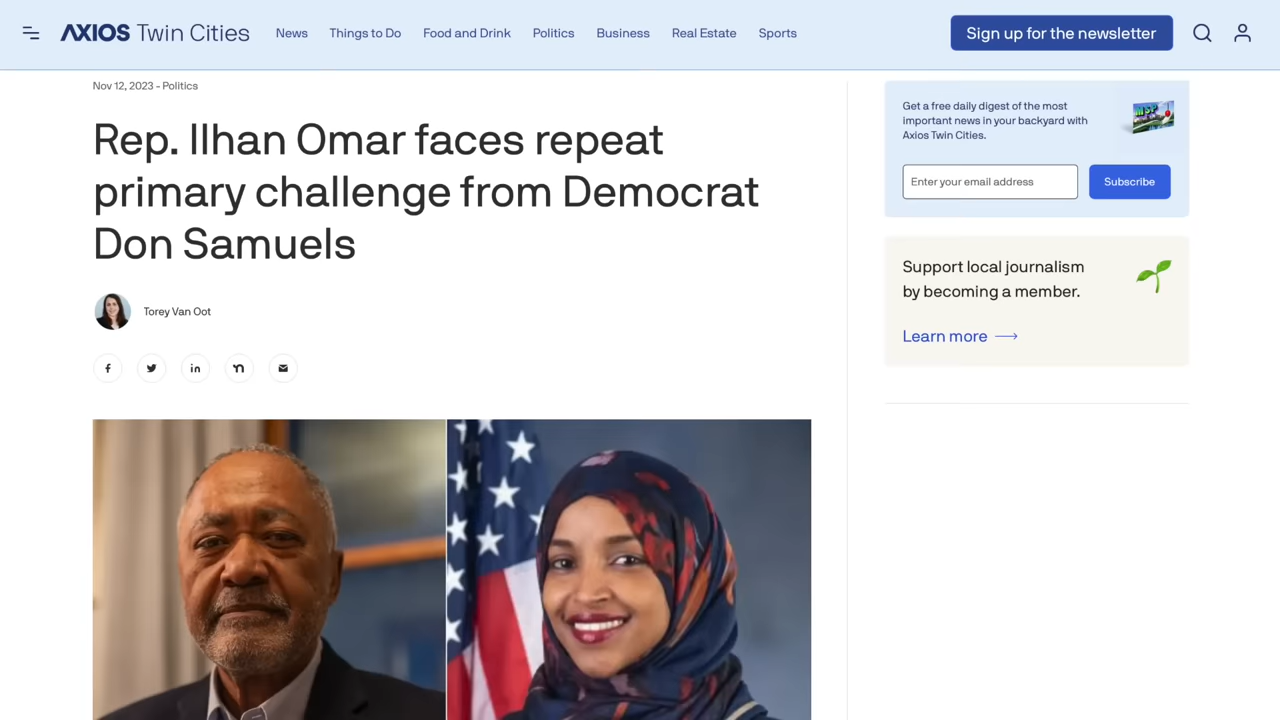 AXIOS Twin Cities News Things to Do Food and Drink Politics Business Real Estate Sports Sign up for the newsletter
Nov 12, 2023 - Politics
Rep. Ilhan Omar faces repeat
primary challenge from Democrat
Don Samuels
Torey Van Oot
Get a free daily digest of the most
important news in your backyard with
Axios Twin Cities.
MSP
Enter your email address Subscribe
Support local journalism
by becoming a member.
Learn more